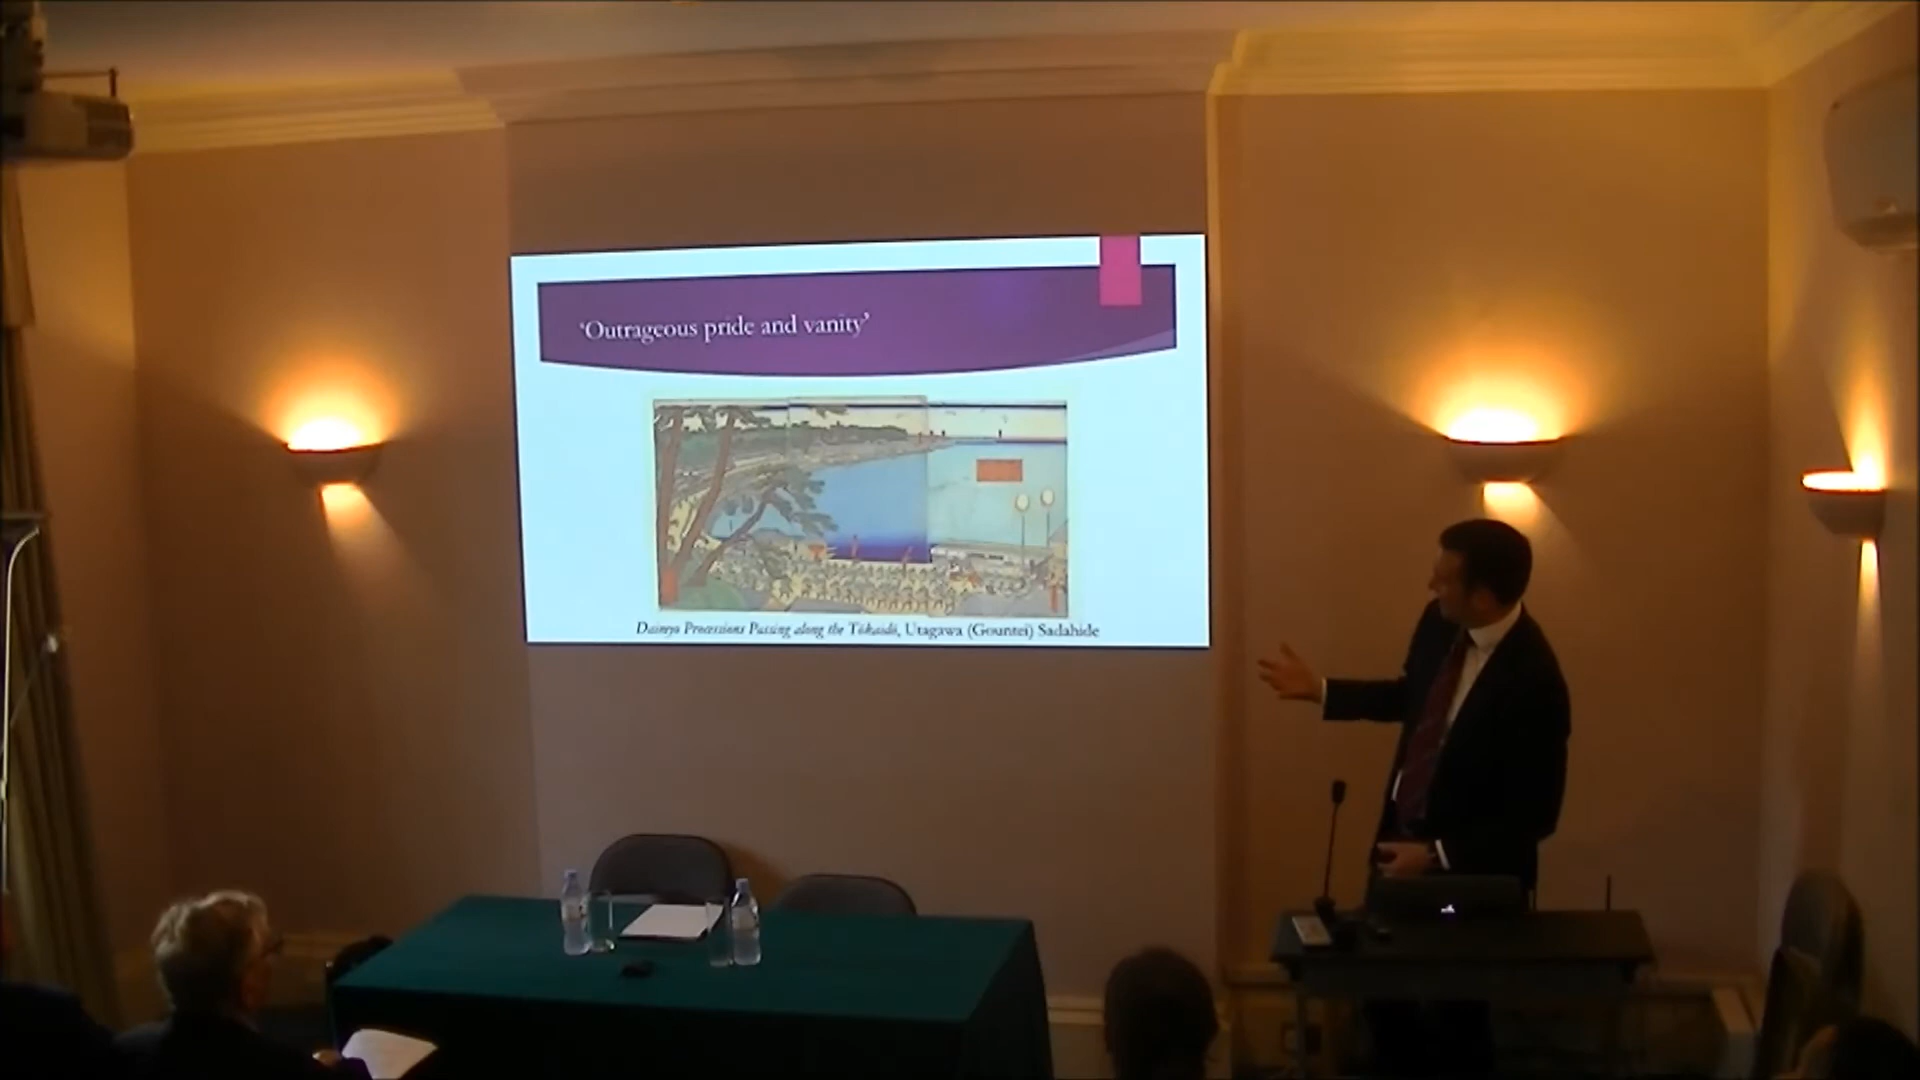 ‘Outrageous pride and vanity’
Daimyo Processions Passing along the Tōkaidō, Utagawa (Gountei) Sadahide